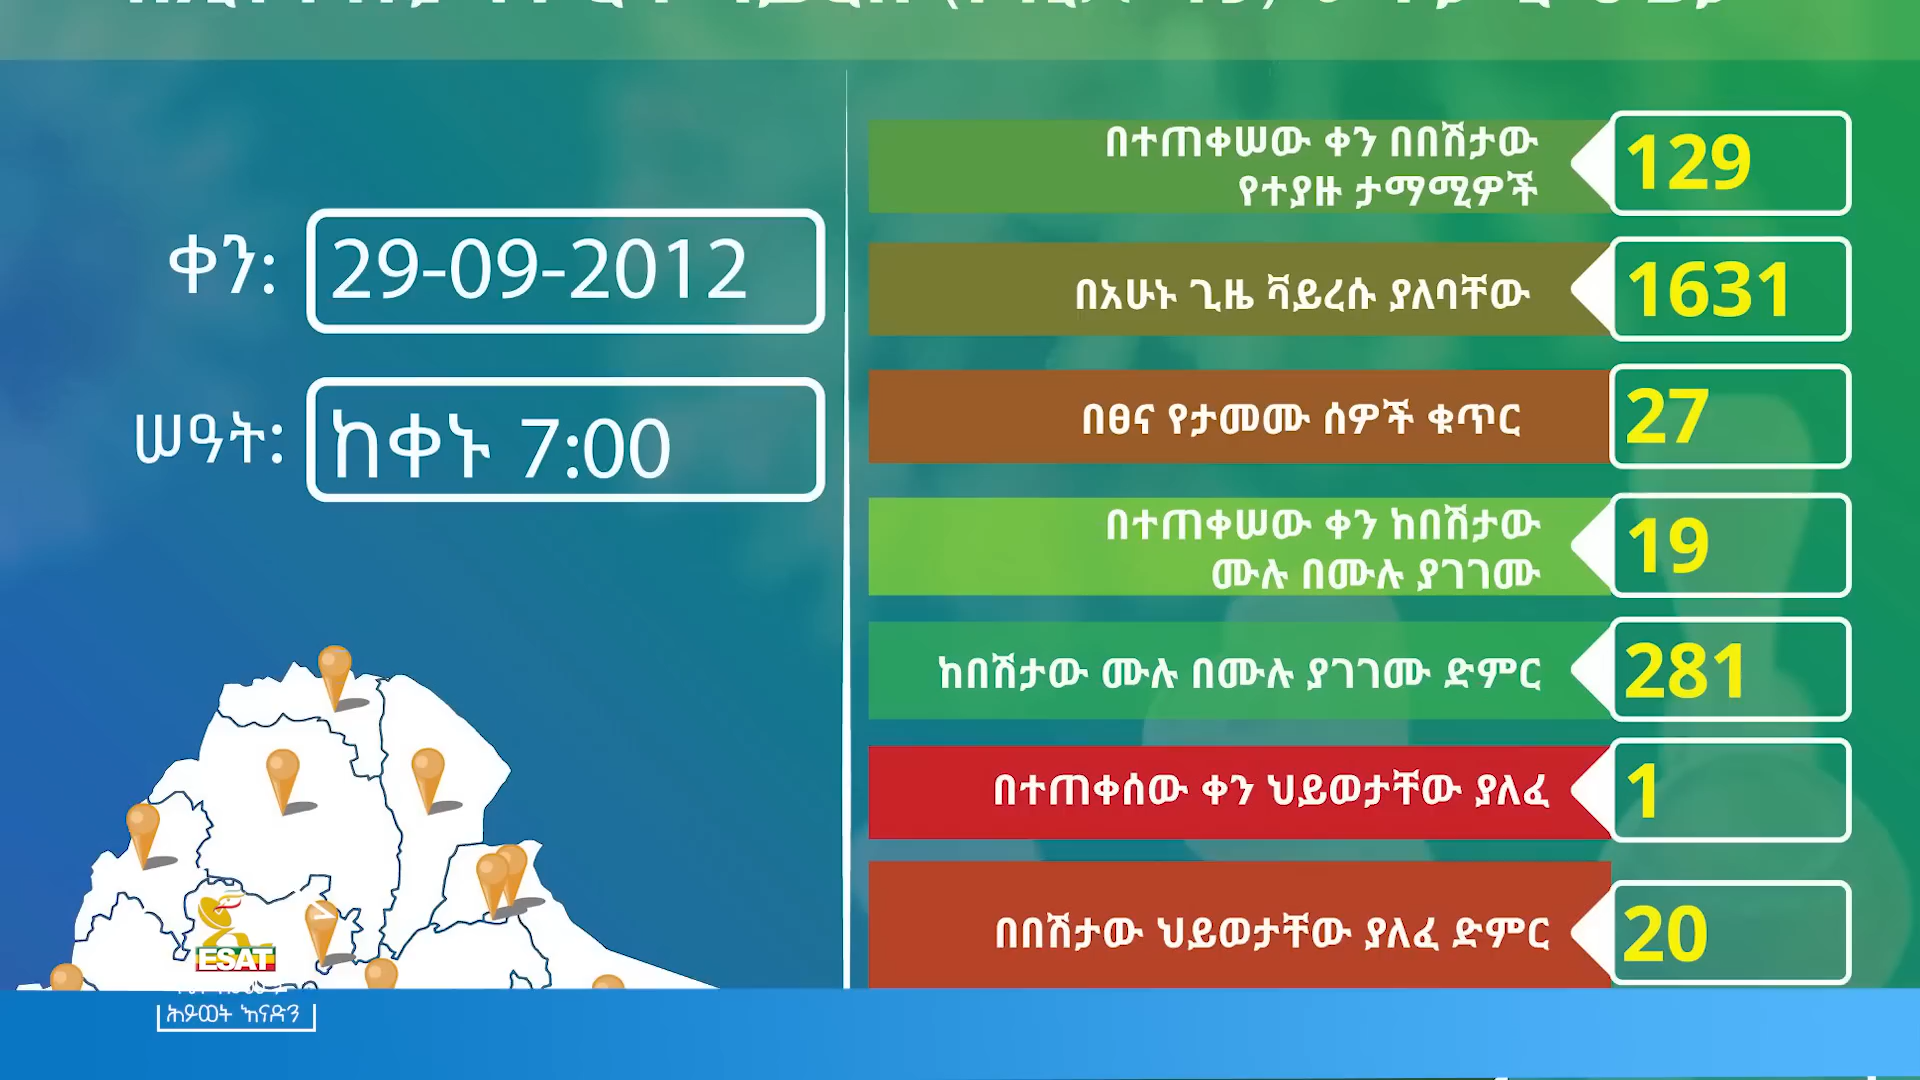 ቀን: 29-09-2012
ሠዓት: ከቀኑ 7:00
በተጠቀሠው ቀን በበሽታው
የተያዙ ታማሚዎች
129
በአሁኑ ጊዜ ቫይረሱ ያለባቸው
1631
በፀና የታመሙ ሰዎች ቁጥር
27
በተጠቀሠው ቀን ከበሽታው
ሙሉ በሙሉ ያገገሙ
19
ከበሽታው ሙሉ በሙሉ ያገገሙ ድምር
281
በተጠቀሰው ቀን ህይወታቸው ያለፈ
1
በበሽታው ህይወታቸው ያለፈ ድምር
20
ESAT
ሕይወት እናድን